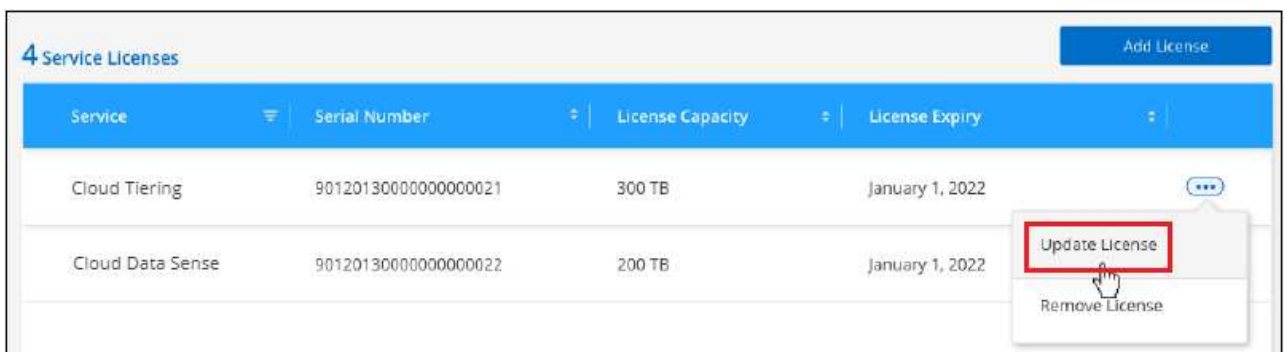 4 Service Licenses
Add License
Service Serial Number License Capacity License Expiry
Cloud Tiering 90120130000000000021 300 TB January 1, 2022
Update License
Cloud Data Sense 90120130000000000022 200 TB January 1, 2022
Remove License